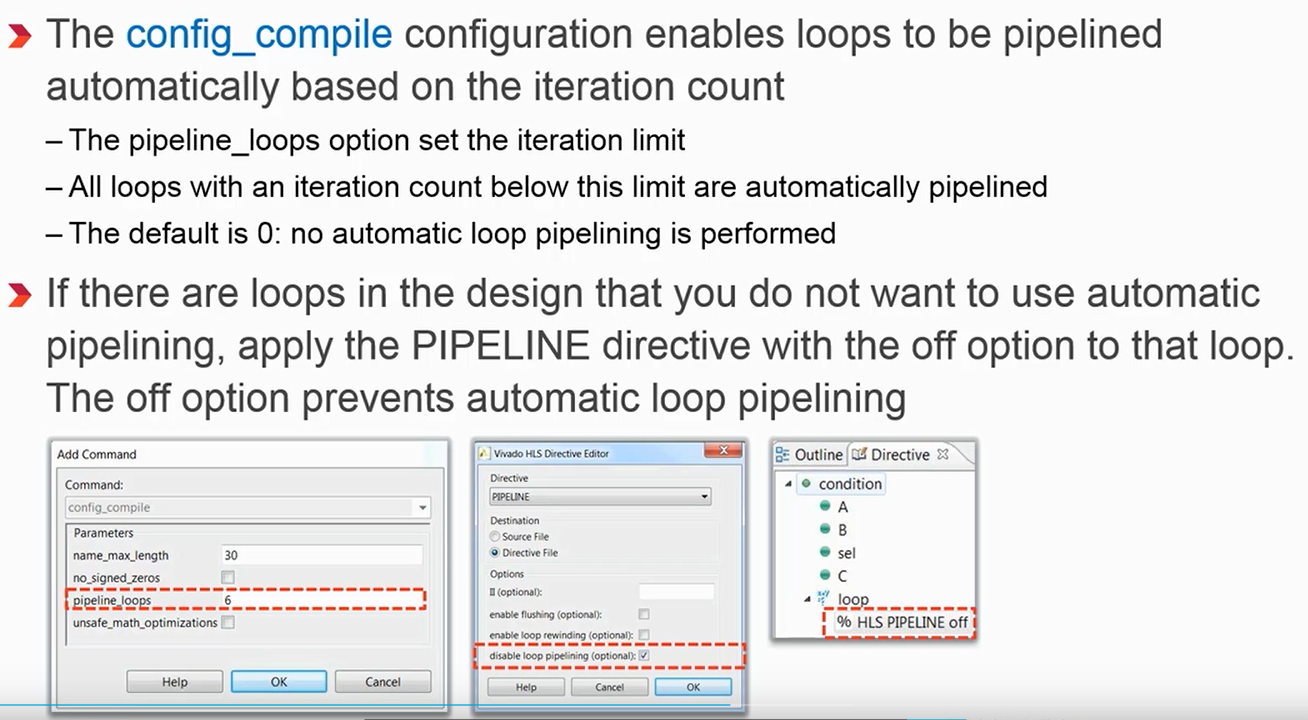 The config_compile configuration enables loops to be pipelined
automatically based on the iteration count
– The pipeline_loops option set the iteration limit
– All loops with an iteration count below this limit are automatically pipelined
– The default is 0: no automatic loop pipelining is performed
If there are loops in the design that you do not want to use automatic
pipelining, apply the PIPELINE directive with the off option to that loop.
The off option prevents automatic loop pipelining
Add Command
Command:
config_compile
Parameters
name_max_length 30
no_signed_zeros
pipeline_loops 6
unsafe_math_optimizations
Help OK Cancel
Vivado HLS Directive Editor
Directive
PIPELINE
Destination
Source File
Directive File
Options
II (optional):
enable flushing (optional):
enable loop rewinding (optional):
disable loop pipelining (optional):
Help Cancel OK
Outline Directive
condition
A
B
sel
C
loop
% HLS PIPELINE off